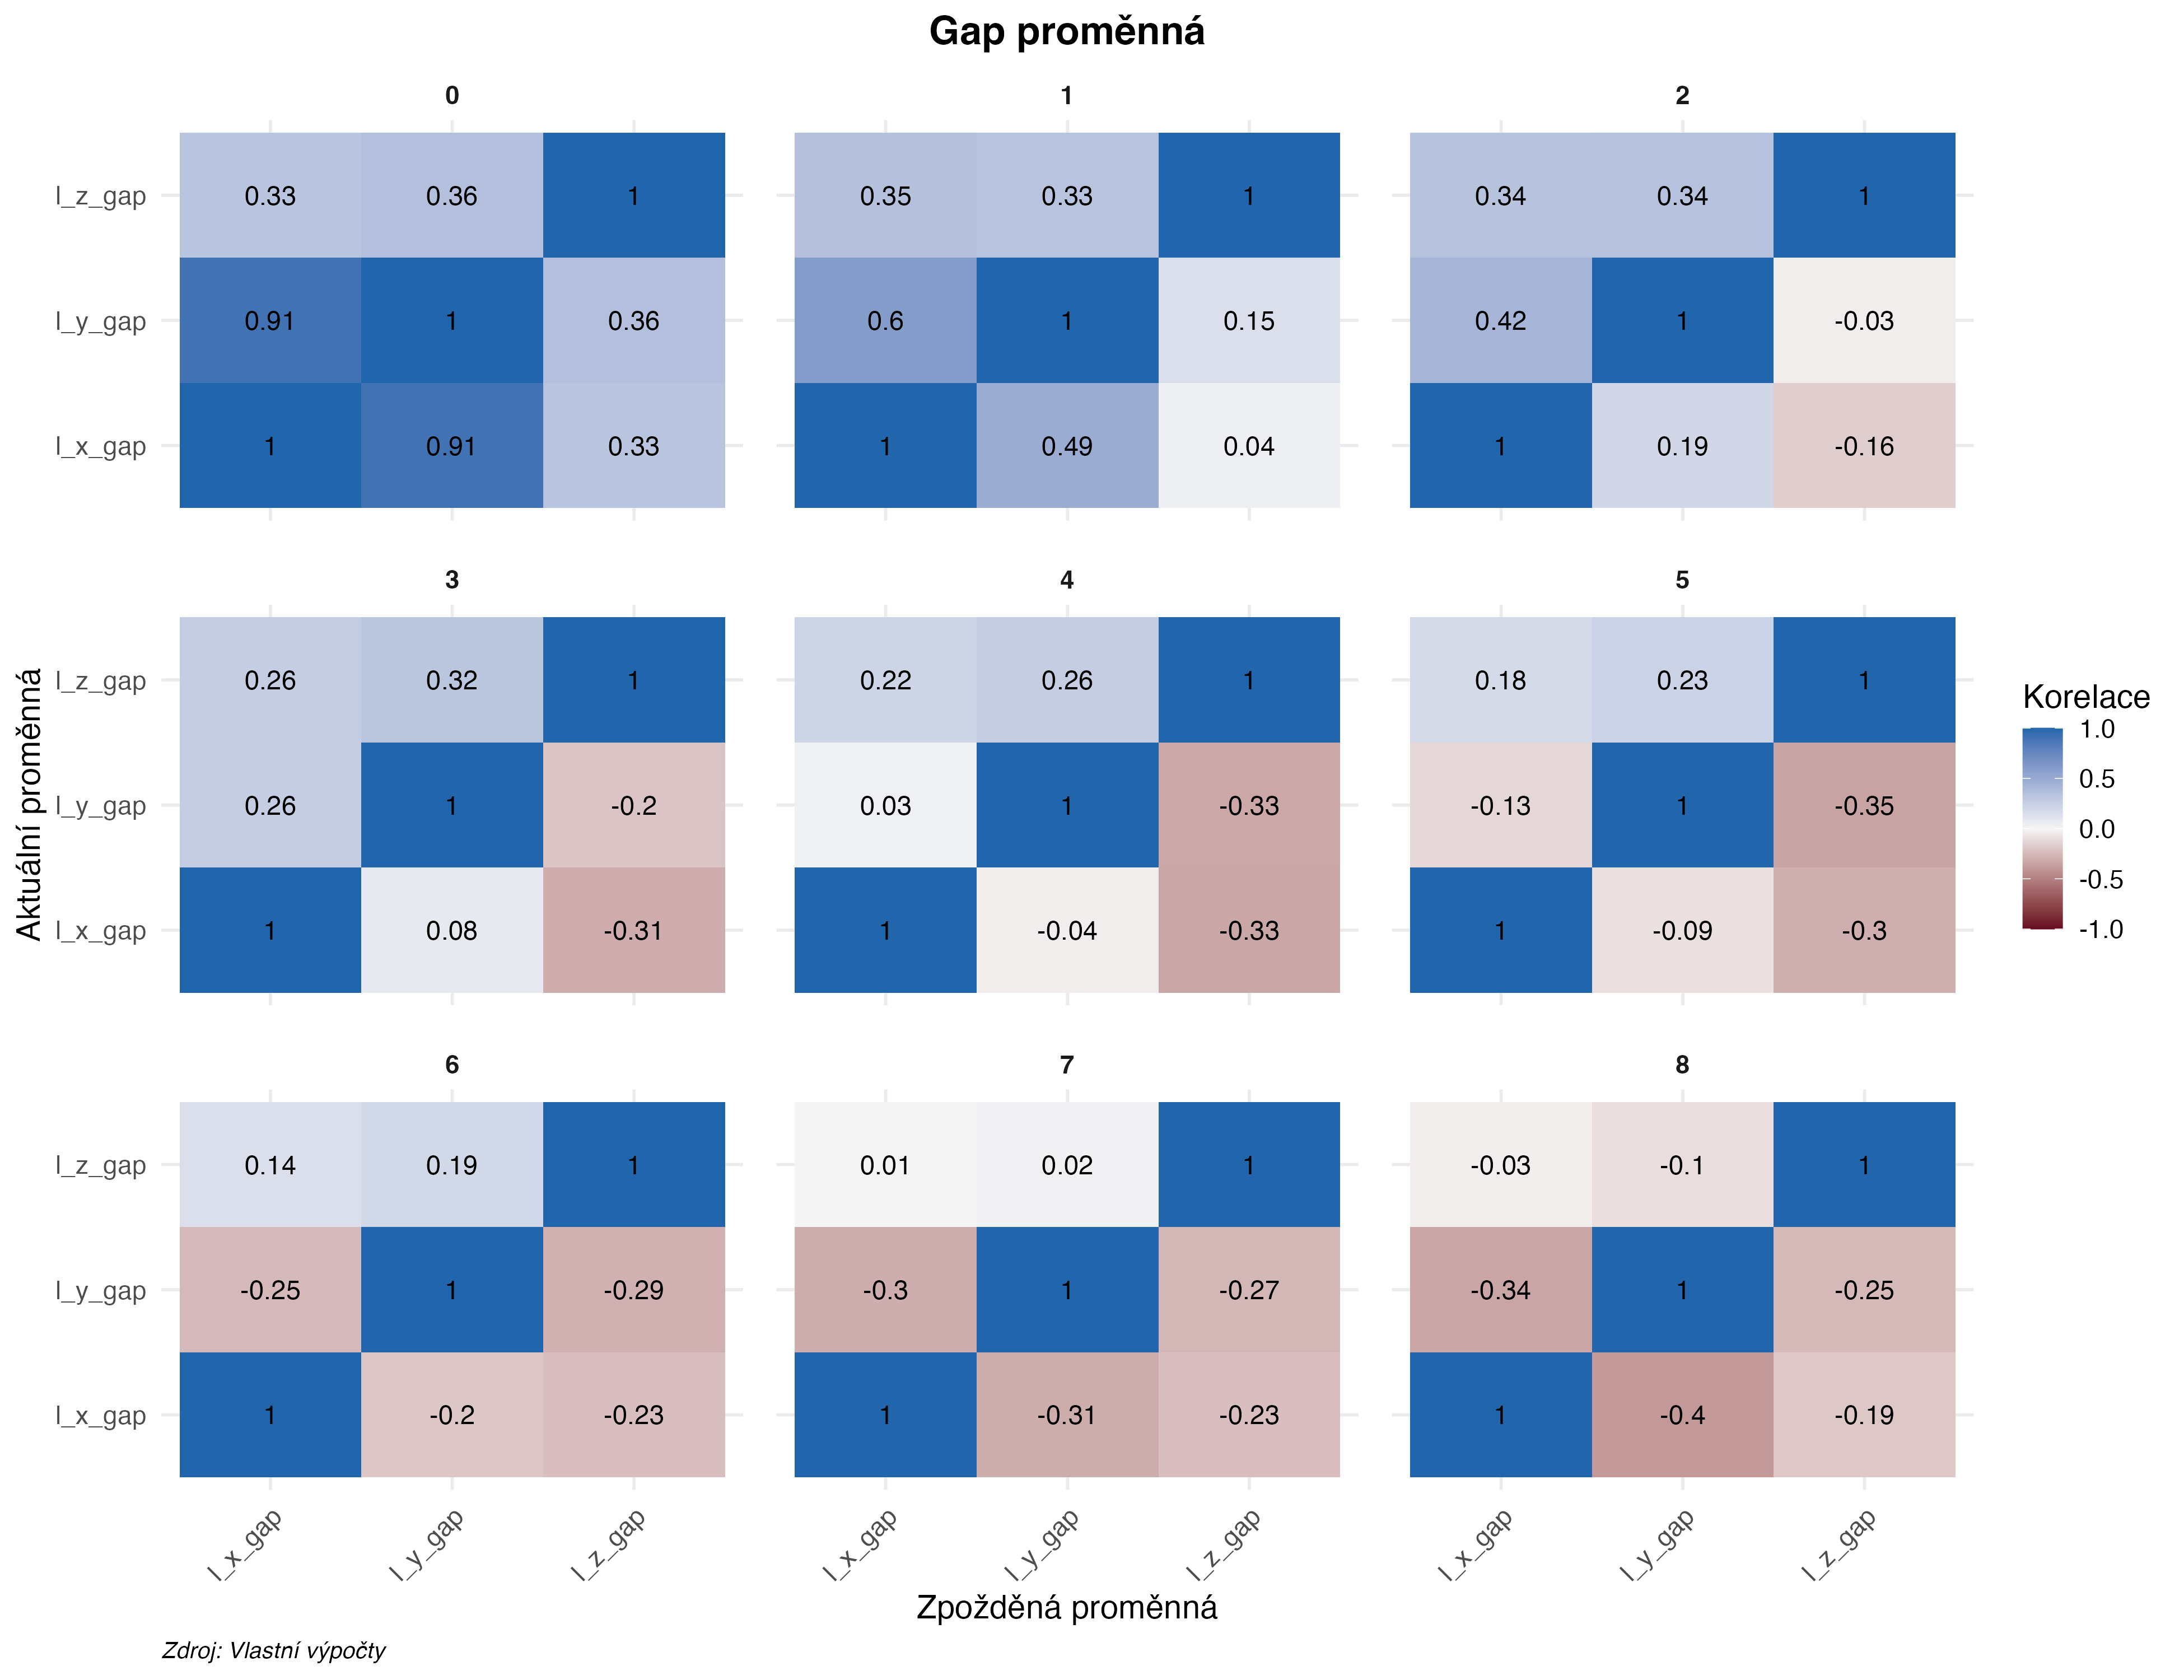 Gap proměnná
0 1 2
l_z_gap 0.33 0.36 1 0.35 0.33 1 0.34 0.34 1
l_y_gap 0.91 1 0.36 0.6 1 0.15 0.42 1 -0.03
l_x_gap 1 0.91 0.33 1 0.49 0.04 1 0.19 -0.16
3 4 5
l_z_gap 0.26 0.32 1 0.22 0.26 1 0.18 0.23 1
l_y_gap 0.26 1 -0.2 0.03 1 -0.33 -0.13 1 -0.35
l_x_gap 1 0.08 -0.31 1 -0.04 -0.33 1 -0.09 -0.3
6 7 8
l_z_gap 0.14 0.19 1 0.01 0.02 1 -0.03 -0.1 1
l_y_gap -0.25 1 -0.29 -0.3 1 -0.27 -0.34 1 -0.25
l_x_gap 1 -0.2 -0.23 1 -0.31 -0.23 1 -0.4 -0.19
l_x_gap l_y_gap l_z_gap l_x_gap l_y_gap l_z_gap l_x_gap l_y_gap l_z_gap
Zpožděná proměnná
Aktuální proměnná
Korelace
1.0
0.5
0.0
-0.5
-1.0
Zdroj: Vlastní výpočty